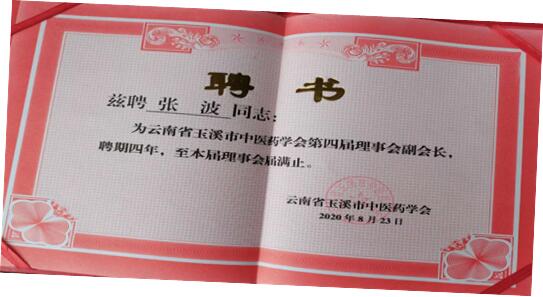 聘书
兹聘 张 波 同志：
为云南省玉溪市中医药学会第四届理事会副会长，
聘期四年，至本届理事会届满止。
云南省玉溪市中医药学会
2020年8月23日